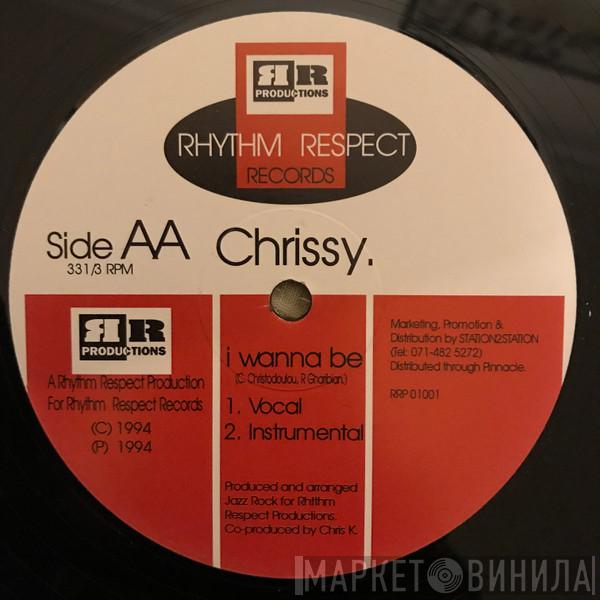 RR
PRODUCTIONS
RHYTHM RESPECT
RECORDS
Side AA
33 1/3 RPM
Chrissy.
RR
PRODUCTIONS
A Rhythm Respect Production
For Rhythm Respect Records
(C) 1994
(P) 1994
i wanna be
(C. Christodoulou, R Gharibian.)
1. Vocal
2. Instrumental
Produced and arranged
Jazz Rock for Rhtthm
Respect Productions.
Co-produced by Chris K.
Marketing, Promotion &
Distribution by STATION2STATION
(Tel: 071-482 5272)
Distributed through Pinnacle.
RRP 01001
МАРКЕТ ВИНИЛА